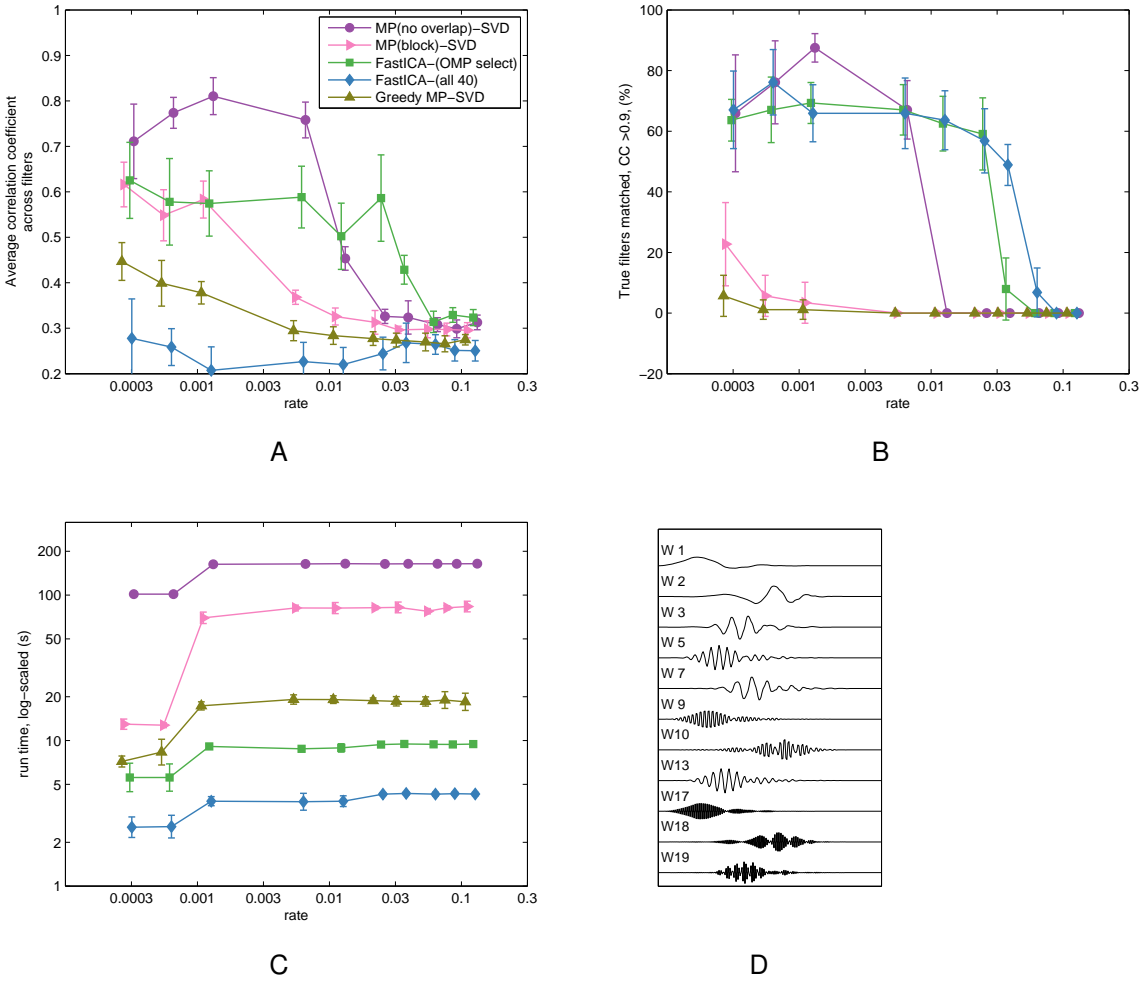 1
0.9
0.8
0.7
0.6
0.5
0.4
0.3
0.2
Average correlation coefficient
across filters
0.0003
0.001
0.003
0.01
0.03
0.1
0.3
rate
MP(no overlap)−SVD
MP(block)−SVD
FastICA−(OMP select)
FastICA−(all 40)
Greedy MP−SVD
A
100
80
60
40
20
0
−20
True filters matched, CC >0.9, (%)
0.0003
0.001
0.003
0.01
0.03
0.1
0.3
rate
B
200
100
50
20
10
5
2
1
run time, log−scaled (s)
0.0003
0.001
0.003
0.01
0.03
0.1
0.3
rate
C
W 1
W 2
W 3
W 5
W 7
W 9
W10
W13
W17
W18
W19
D